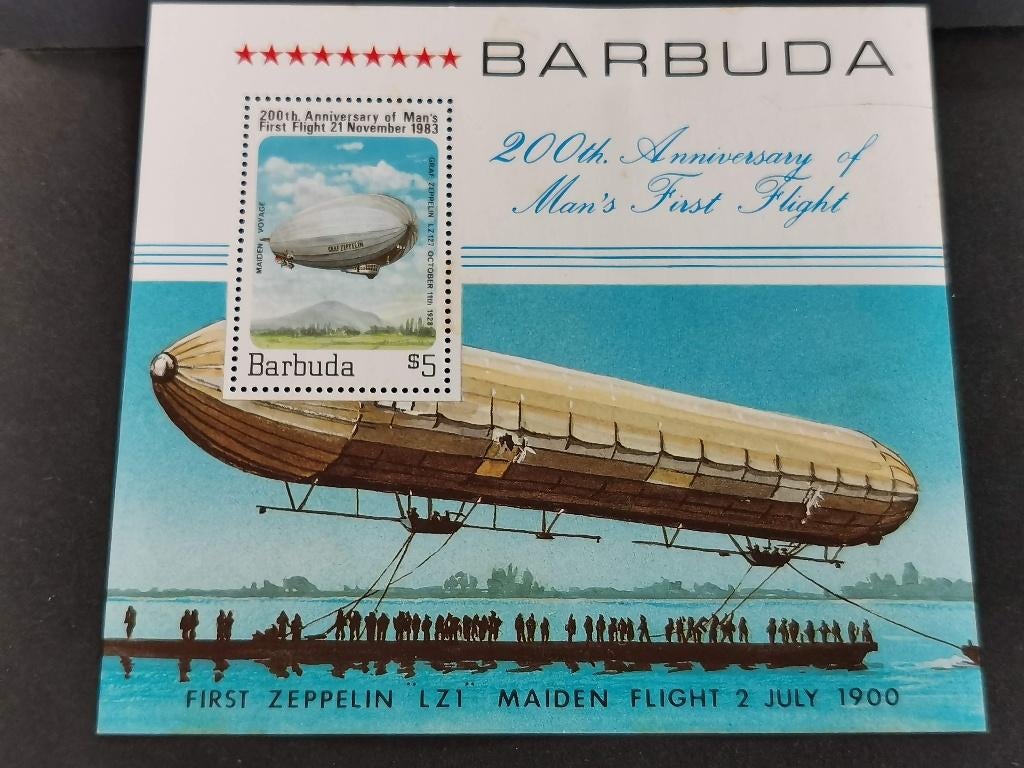 BARBUDA
200th. Anniversary of
Man's First Flight
200th. Anniversary of Man's
First Flight 21 November 1983
MAIDEN VOYAGE
GRAF ZEPPELIN LZ127 OCTOBER 11th 1928
GRAF ZEPPELIN
Barbuda $5
FIRST ZEPPELIN "LZ1" MAIDEN FLIGHT 2 JULY 1900